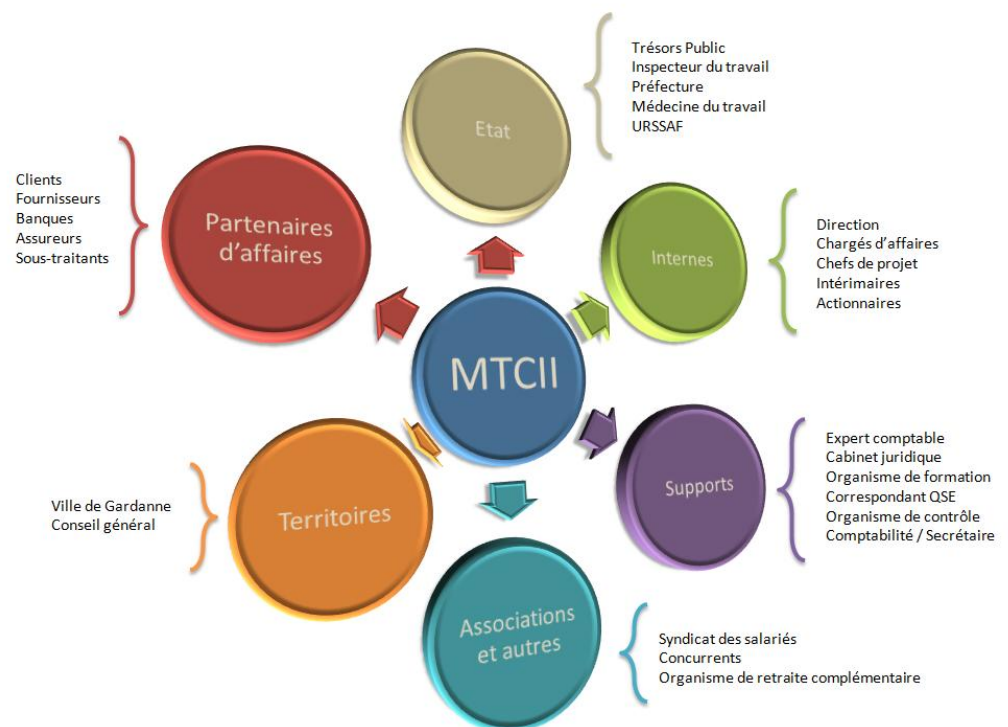 Trésors Public
Inspecteur du travail
Préfecture
Médecine du travail
URSSAF
Etat
Clients
Fournisseurs
Banques
Assureurs
Sous-traitants
Partenaires
d'affaires
Internes
Direction
Chargés d'affaires
Chefs de projet
Intérimaires
Actionnaires
MTCII
Ville de Gardanne
Conseil général
Territoires
Supports
Expert comptable
Cabinet juridique
Organisme de formation
Correspondant QSE
Organisme de contrôle
Comptabilité / Secrétaire
Associations
et autres
Syndicat des salariés
Concurrents
Organisme de retraite complémentaire